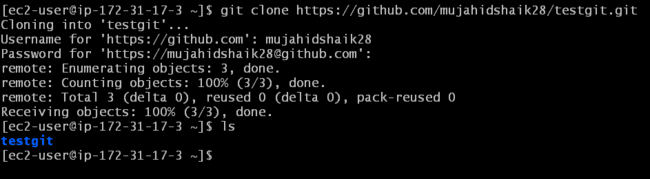 [ec2-user@ip-172-31-17-3 ~]$ git clone https://github.com/mujahidshaik28/testgit.git
Cloning into 'testgit'...
Username for 'https://github.com': mujahidshaik28
Password for 'https://mujahidshaik28@github.com':
remote: Enumerating objects: 3, done.
remote: Counting objects: 100% (3/3), done.
remote: Total 3 (delta 0), reused 0 (delta 0), pack-reused 0
Receiving objects: 100% (3/3), done.
[ec2-user@ip-172-31-17-3 ~]$ ls
testgit
[ec2-user@ip-172-31-17-3 ~]$